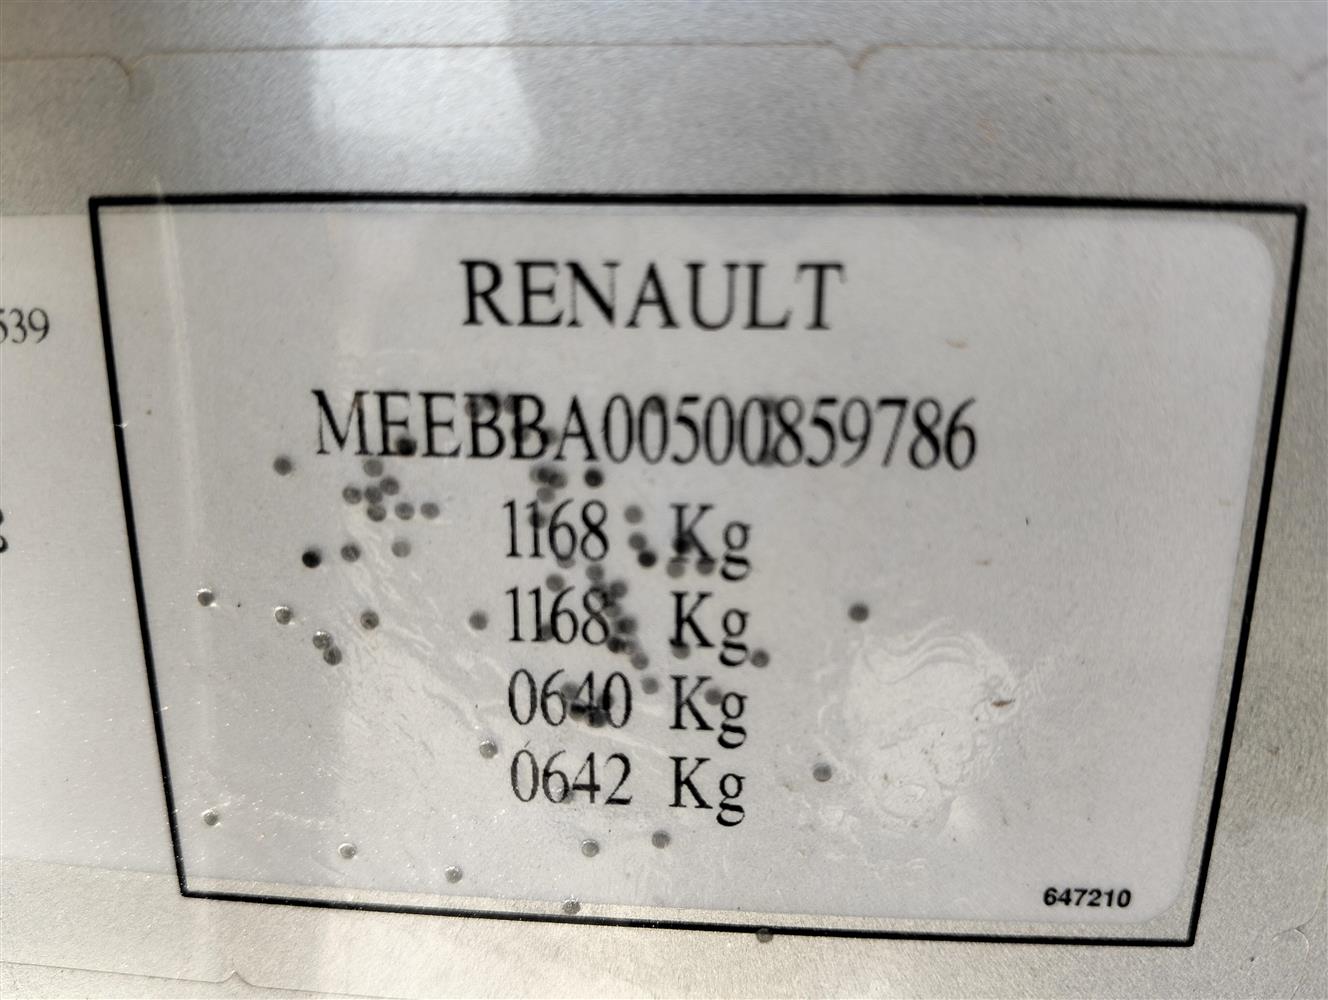 RENAULT
MEEBBA00500859786
1168 Kg
1168 Kg
0640 Kg
0642 Kg
647210
539